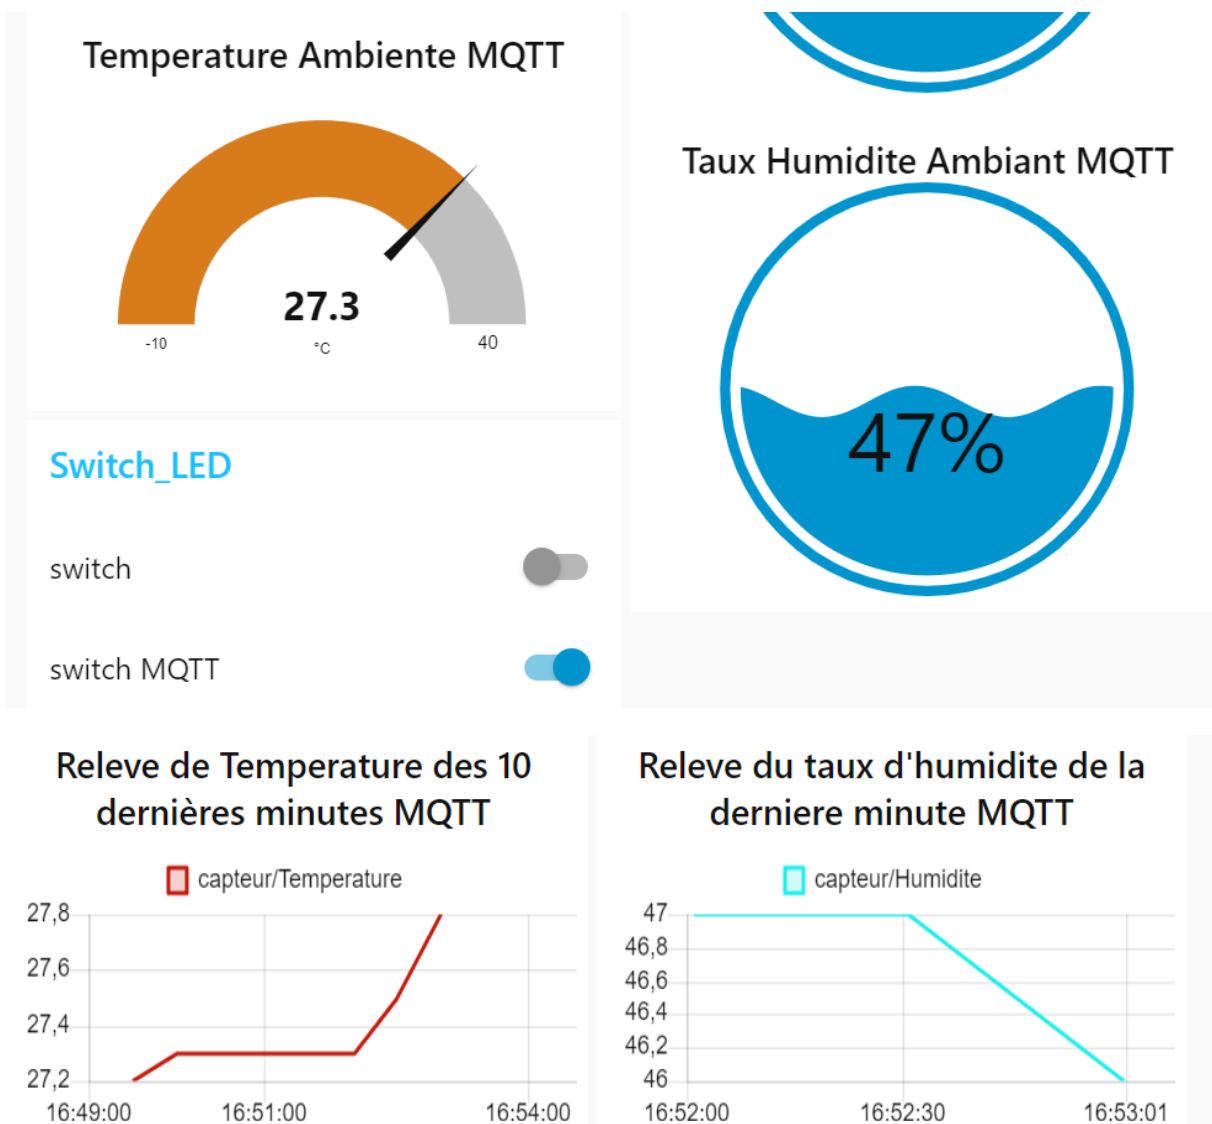 Temperature Ambiente MQTT
27.3
-10
°C
40
Switch_LED
switch
switch MQTT
Taux Humidite Ambiant MQTT
47%
Releve de Temperature des 10
dernières minutes MQTT
capteur/Temperature
27,8
27,6
27,4
27,2
16:49:00
16:51:00
16:54:00
Releve du taux d'humidite de la
derniere minute MQTT
capteur/Humidite
47
46,8
46,6
46,4
46,2
46
16:52:00
16:52:30
16:53:01